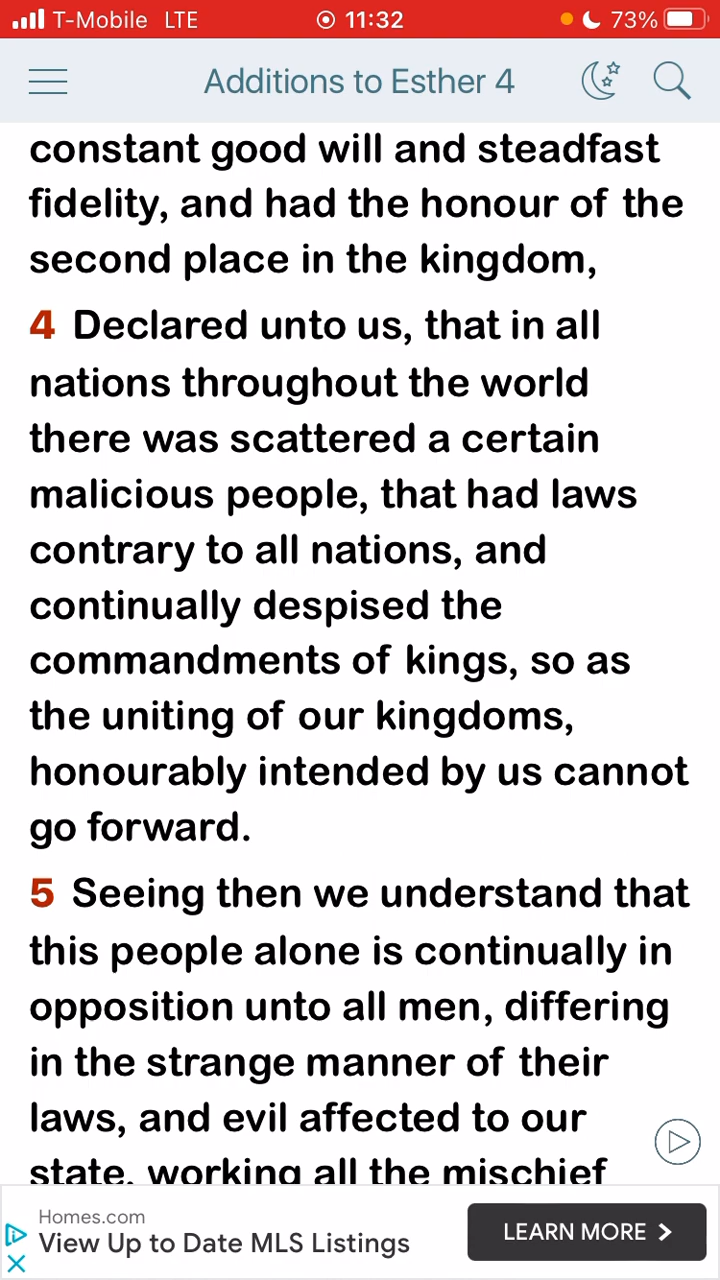 T-Mobile LTE 11:32 73%
Additions to Esther 4
constant good will and steadfast
fidelity, and had the honour of the
second place in the kingdom,
4 Declared unto us, that in all
nations throughout the world
there was scattered a certain
malicious people, that had laws
contrary to all nations, and
continually despised the
commandments of kings, so as
the uniting of our kingdoms,
honourably intended by us cannot
go forward.
5 Seeing then we understand that
this people alone is continually in
opposition unto all men, differing
in the strange manner of their
laws, and evil affected to our
state, working all the mischief
Homes.com
View Up to Date MLS Listings
LEARN MORE